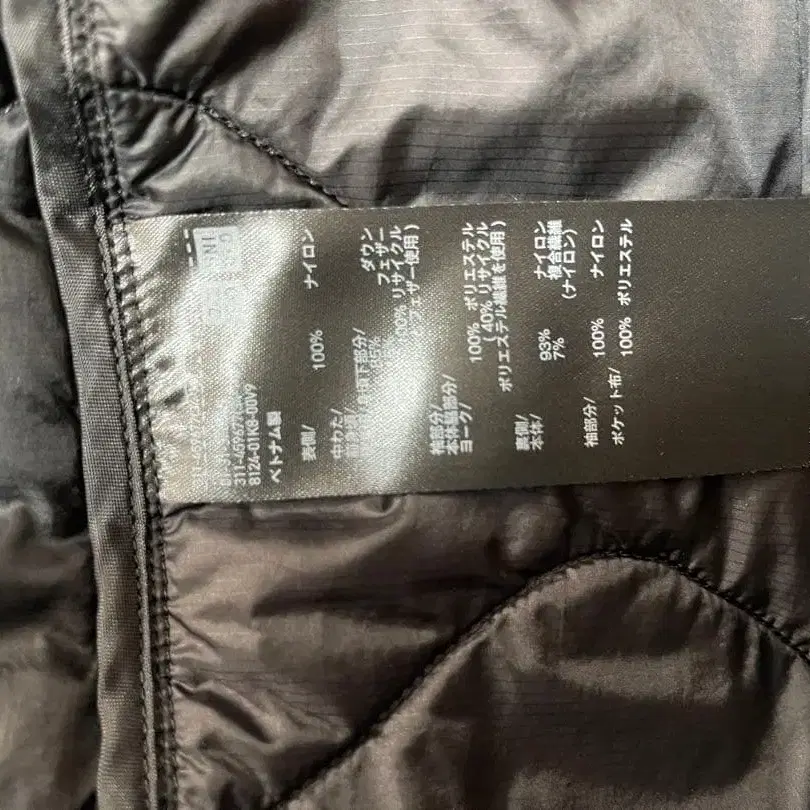 8124-01K8-00V9
ベトナム製
表側/ 100% ナイロン
中わた/
ダウン
フェザー
100% リサイクル
フェザー使用)
袖部分/
本体脇部分/
ヨーク/
100% ポリエステル
( 40% リサイクル
ポリエステル繊維を使用)
裏側/
本体/ 93% ナイロン
7% 複合繊維
(ナイロン)
袖部分/ 100% ナイロン
ポケット布/ 100% ポリエステル